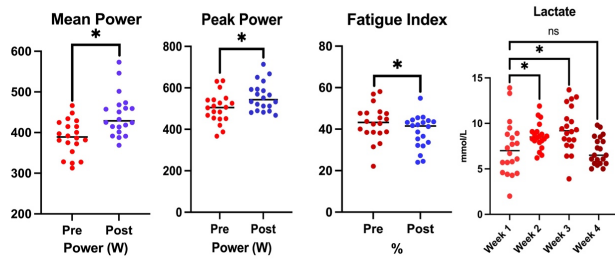 Mean Power
*
600
500
400
300
200
Pre Post
Power (W)
Peak Power
*
800
600
400
200
0
Pre Post
Power (W)
Fatigue Index
*
80
60
40
20
0
Pre Post
%
Lactate
ns
*
*
mmol/L
15
10
5
0
Week 1 Week 2 Week 3 Week 4